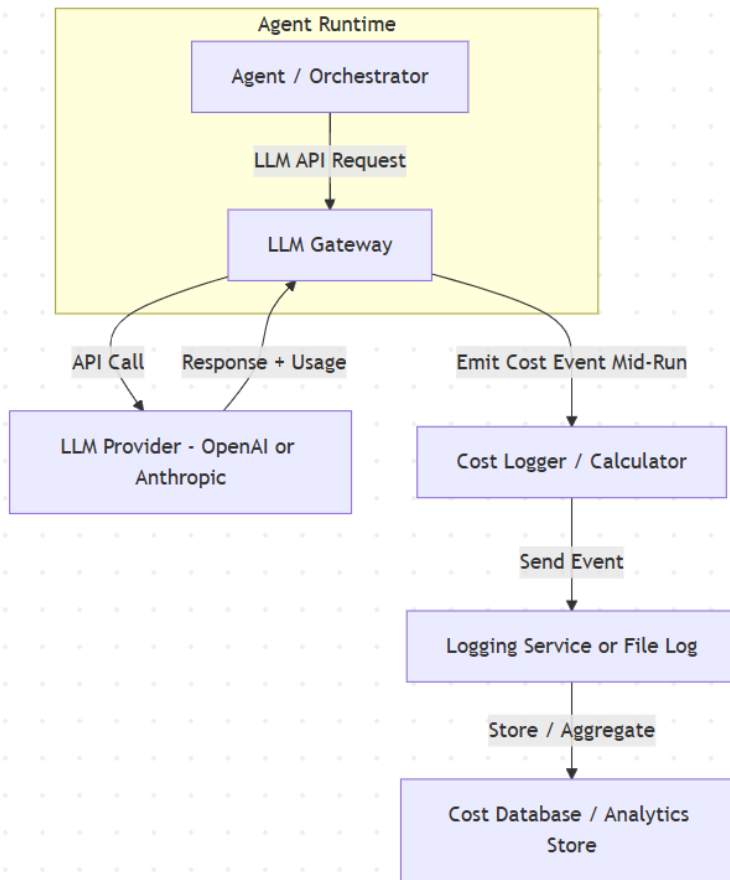 Agent Runtime
Agent / Orchestrator
LLM API Request
LLM Gateway
API Call
Response + Usage
Emit Cost Event Mid-Run
LLM Provider - OpenAI or
Anthropic
Cost Logger / Calculator
Send Event
Logging Service or File Log
Store / Aggregate
Cost Database / Analytics
Store